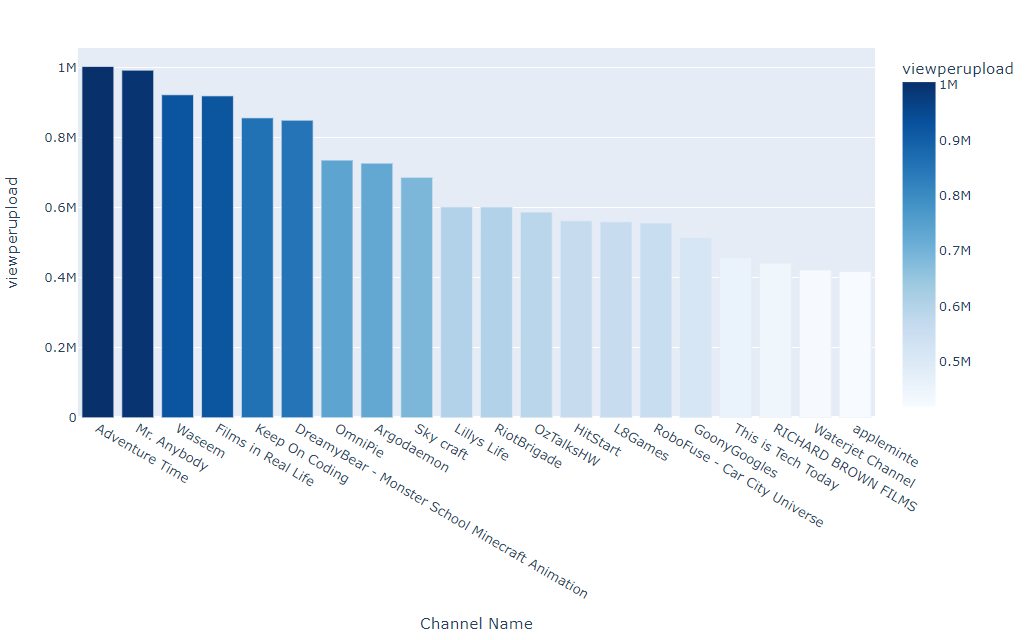 viewperupload
1M
0.8M
0.6M
0.4M
0.2M
0
Adventure Time
Mr. Anybody
Waseem
Films in Real Life
Keep On Coding
DreamyBear - Monster School Minecraft Animation
OmniPie
Argodaemon
Sky craft
Lillys Life
RiotBrigade
OzTalksHW
HitStart
L8Games
RoboFuse - Car City Universe
GoonyGoogles
This is Tech Today
RICHARD BROWN FILMS
Waterjet Channel
appleminte
Channel Name
viewperupload
1M
0.9M
0.8M
0.7M
0.6M
0.5M